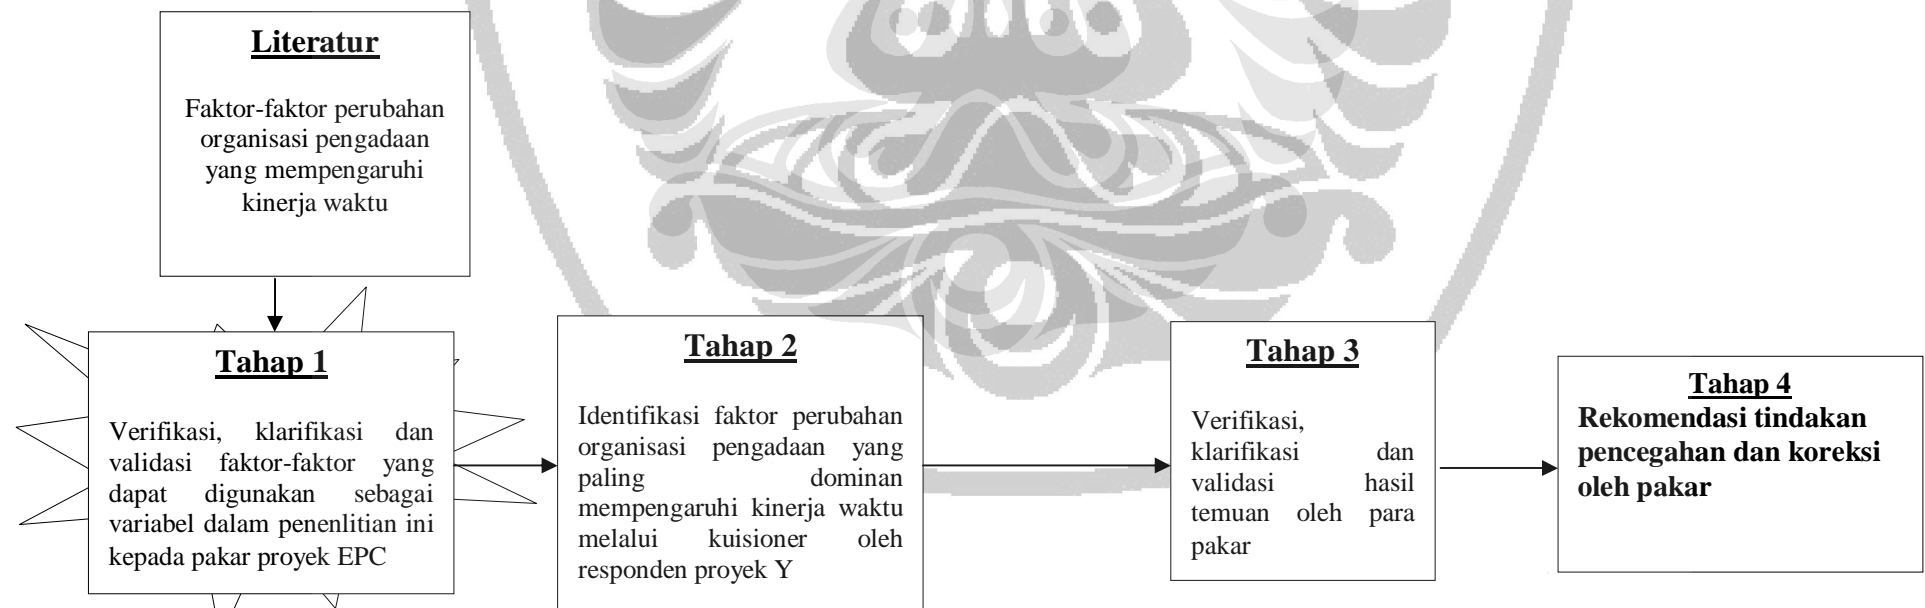 Literatur
Faktor-faktor perubahan
organisasi pengadaan
yang mempengaruhi
kinerja waktu
Tahap 1
Verifikasi, klarifikasi dan
validasi faktor-faktor yang
dapat digunakan sebagai
variabel dalam penenlitian ini
kepada pakar proyek EPC
Tahap 2
Identifikasi faktor perubahan
organisasi pengadaan yang
paling dominan
mempengaruhi kinerja waktu
melalui kuisioner oleh
responden proyek Y
Tahap 3
Verifikasi,
klarifikasi dan
validasi hasil
temuan oleh para
pakar
Tahap 4
Rekomendasi tindakan
pencegahan dan koreksi
oleh pakar